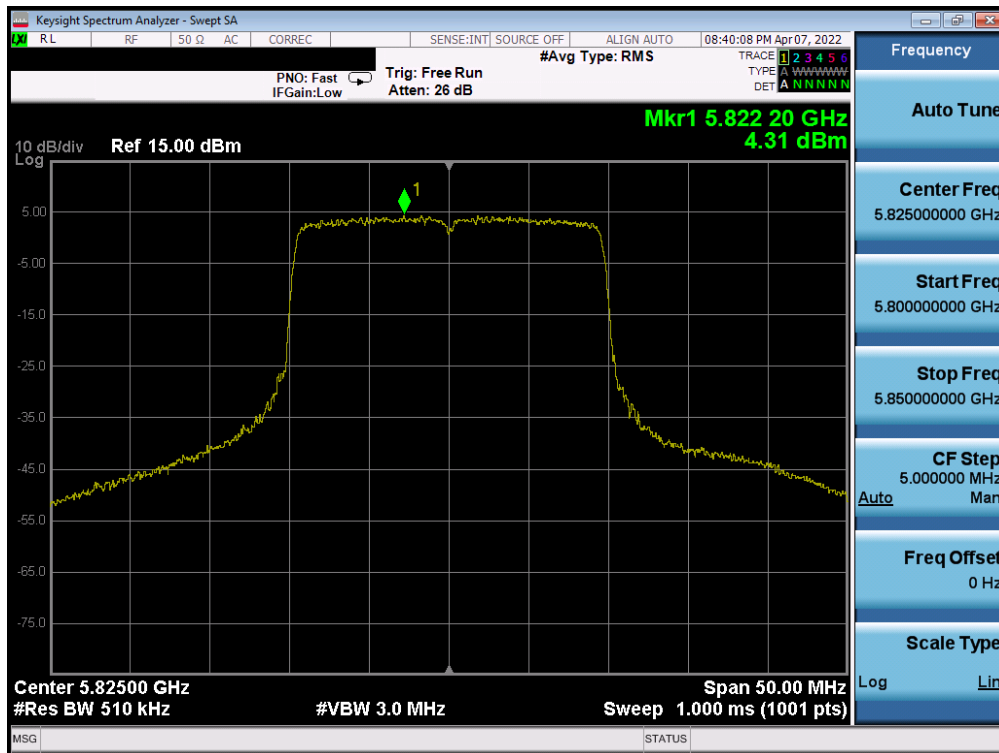 Keysight Spectrum Analyzer - Swept SA
LXI RL RF 50 Ω AC CORREC SENSE:INT SOURCE OFF ALIGN AUTO 08:40:08 PM Apr 07, 2022
PNO: Fast
IFGain:Low
Trig: Free Run
Atten: 26 dB
#Avg Type: RMS
TRACE 1 2 3 4 5 6
TYPE A WWWWWW
DET A N N N N N
Mkr1 5.822 20 GHz
4.31 dBm
10 dB/div Ref 15.00 dBm
Log
1
5.00
-5.00
-15.0
-25.0
-35.0
-45.0
-55.0
-65.0
-75.0
Center 5.82500 GHz Span 50.00 MHz
#Res BW 510 kHz #VBW 3.0 MHz Sweep 1.000 ms (1001 pts)
MSG STATUS
Frequency
Auto Tune
Center Freq
5.825000000 GHz
Start Freq
5.800000000 GHz
Stop Freq
5.850000000 GHz
CF Step
5.000000 MHz
Auto Man
Freq Offset
0 Hz
Scale Type
Log Lin